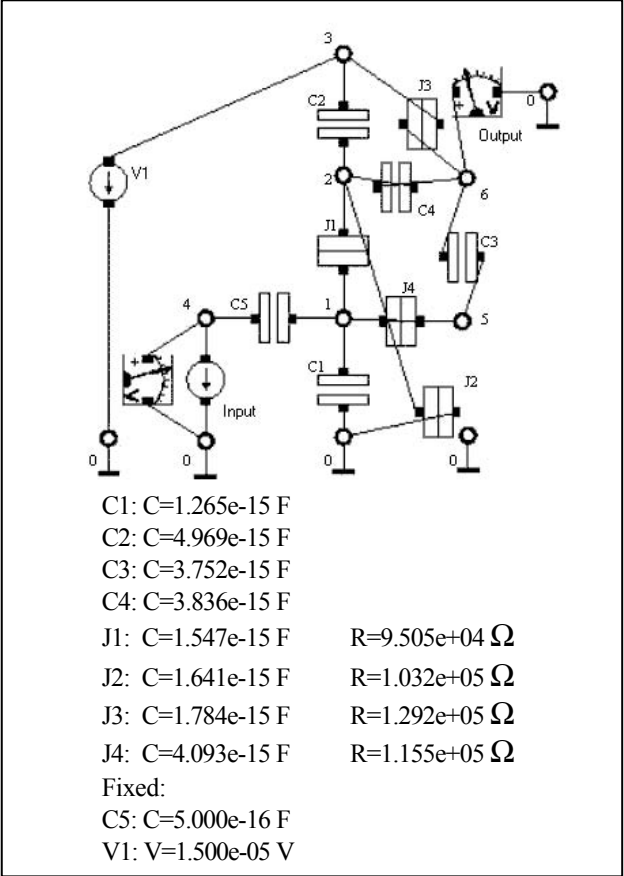 3
J3
C2
0
+
V
Output
V1
2
C4
6
J1
C3
4
C5
1
J4
5
+
V
C1
J2
Input
0
0
0
0
C1: C=1.265e-15 F
C2: C=4.969e-15 F
C3: C=3.752e-15 F
C4: C=3.836e-15 F
J1: C=1.547e-15 F R=9.505e+04 Ω
J2: C=1.641e-15 F R=1.032e+05 Ω
J3: C=1.784e-15 F R=1.292e+05 Ω
J4: C=4.093e-15 F R=1.155e+05 Ω
Fixed:
C5: C=5.000e-16 F
V1: V=1.500e-05 V